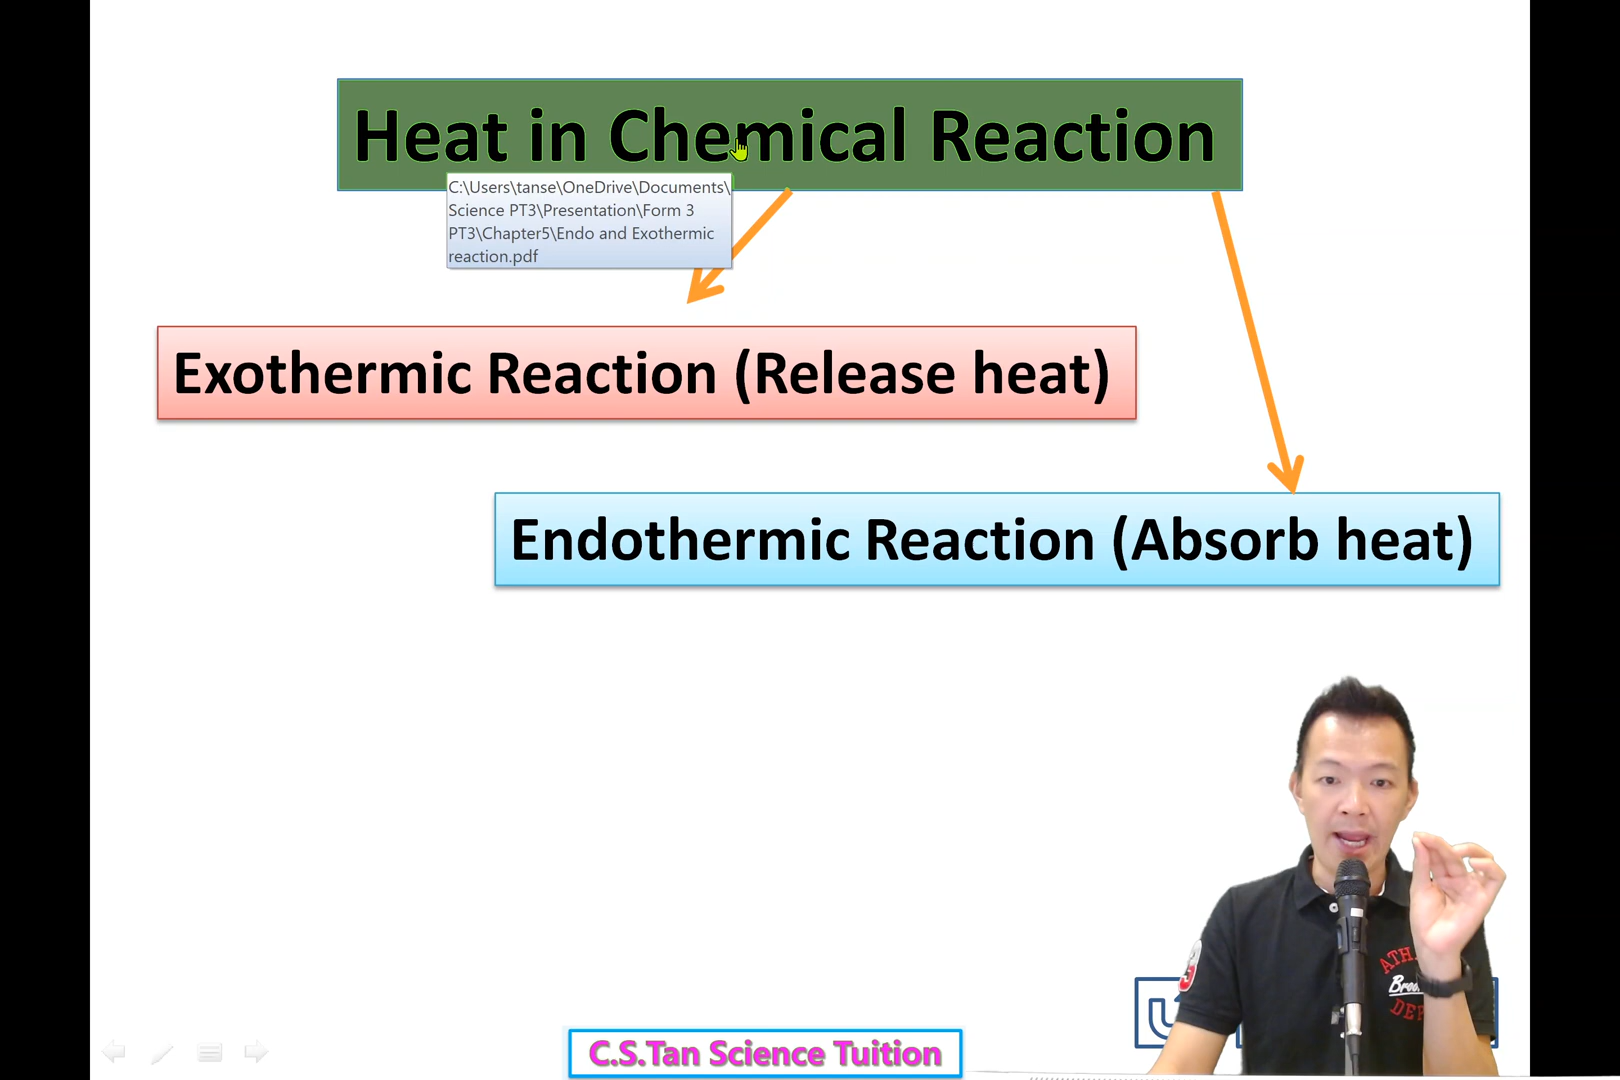 Heat in Chemical Reaction
C:\Users\tanse\OneDrive\Documents\
Science PT3\Presentation\Form 3
PT3\Chapter5\Endo and Exothermic
reaction.pdf
Exothermic Reaction (Release heat)
Endothermic Reaction (Absorb heat)
C.S.Tan Science Tuition